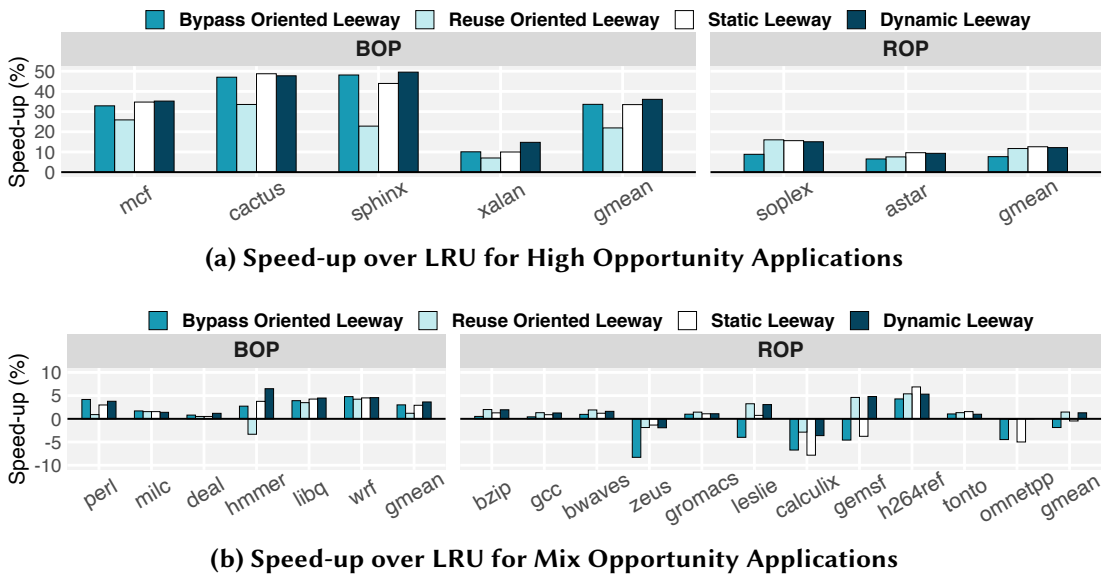 Bypass Oriented Leeway Reuse Oriented Leeway Static Leeway Dynamic Leeway
BOP ROP
Speed-up (%)
50
40
30
20
10
0
mcf cactus sphinx xalan gmean soplex astar gmean
(a) Speed-up over LRU for High Opportunity Applications
Bypass Oriented Leeway Reuse Oriented Leeway Static Leeway Dynamic Leeway
BOP ROP
Speed-up (%)
10
5
0
-5
-10
perl milc deal hmmer libq wrf gmean bzip gcc bwaves zeus gromacs leslie calculix gemsf h264ref tonto omnetpp gmean
(b) Speed-up over LRU for Mix Opportunity Applications